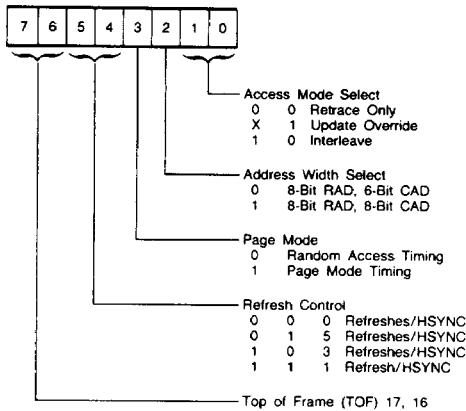 7 6 5 4 3 2 1 0
Access Mode Select
0 0 Retrace Only
X 1 Update Override
1 0 Interleave
Address Width Select
0 8-Bit RAD, 6-Bit CAD
1 8-Bit RAD, 8-Bit CAD
Page Mode
0 Random Access Timing
1 Page Mode Timing
Refresh Control
0 0 0 Refreshes/HSYNC
0 1 5 Refreshes/HSYNC
1 0 3 Refreshes/HSYNC
1 1 1 Refresh/HSYNC
Top of Frame (TOF) 17, 16